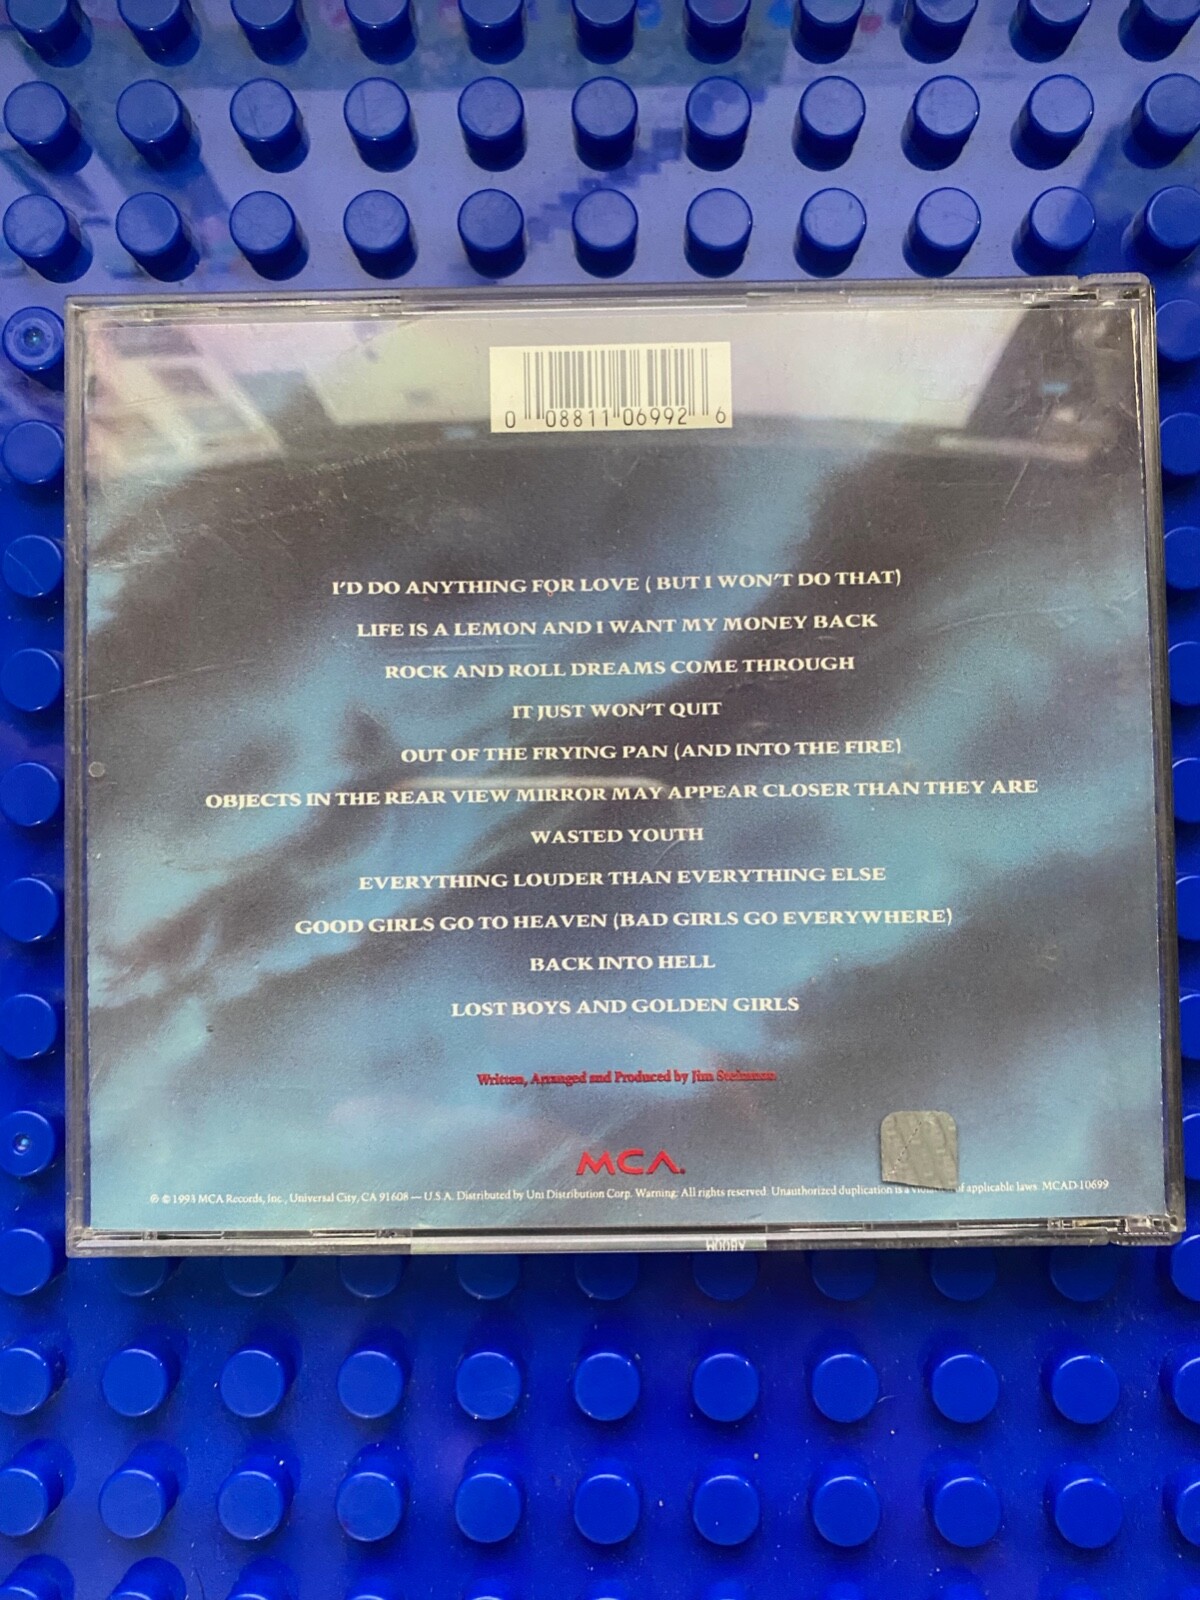 0 08811 06992 6
I'D DO ANYTHING FOR LOVE ( BUT I WON'T DO THAT)
LIFE IS A LEMON AND I WANT MY MONEY BACK
ROCK AND ROLL DREAMS COME THROUGH
IT JUST WON'T QUIT
OUT OF THE FRYING PAN (AND INTO THE FIRE)
OBJECTS IN THE REAR VIEW MIRROR MAY APPEAR CLOSER THAN THEY ARE
WASTED YOUTH
EVERYTHING LOUDER THAN EVERYTHING ELSE
GOOD GIRLS GO TO HEAVEN (BAD GIRLS GO EVERYWHERE)
BACK INTO HELL
LOST BOYS AND GOLDEN GIRLS
Written, Arranged and Produced by Jim Steinman
MCA.
℗ © 1993 MCA Records, Inc., Universal City, CA 91608 — U.S.A. Distributed by Uni Distribution Corp. Warning: All rights reserved. Unauthorized duplication is a of applicable laws. MCAD-10699